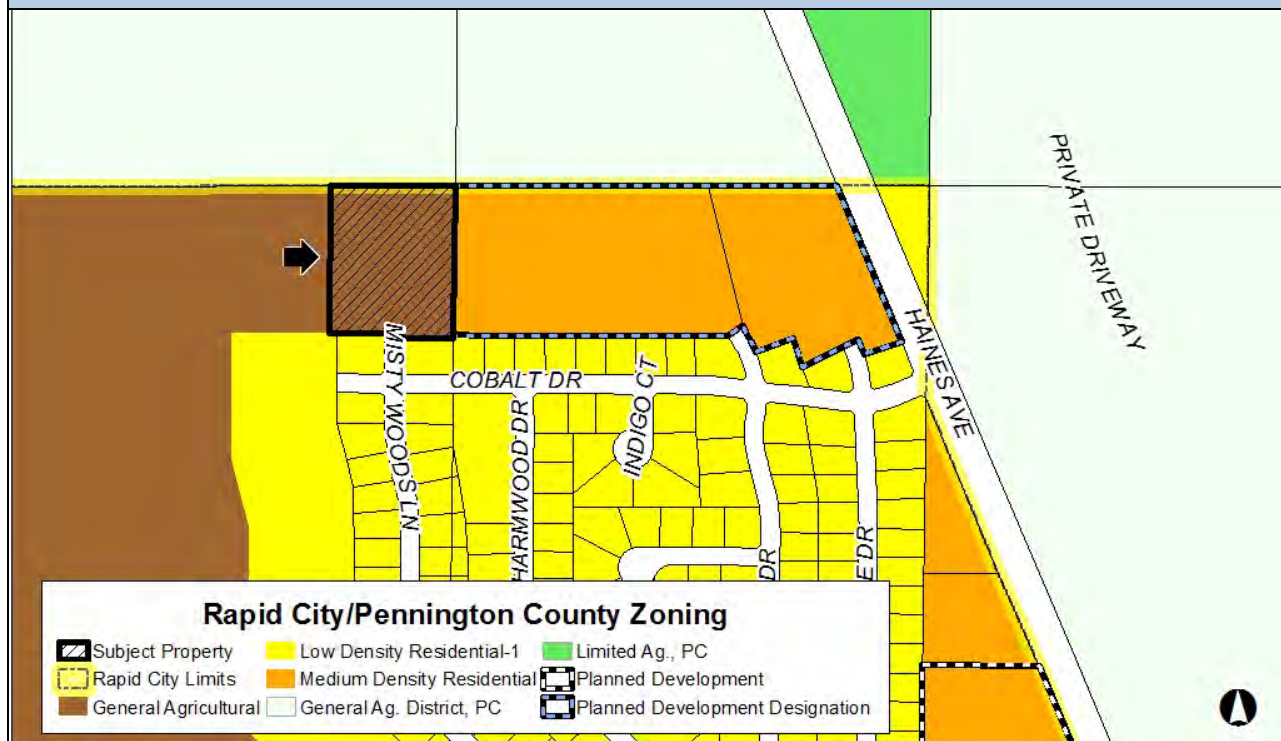 PRIVATE DRIVEWAY
HAINES AVE
MISTY WOODS LN
COBALT DR
INDIGO CT
HARMWOOD DR
DR
E DR
Rapid City/Pennington County Zoning
Subject Property
Low Density Residential-1
Limited Ag., PC
Rapid City Limits
Medium Density Residential
Planned Development
General Agricultural
General Ag. District, PC
Planned Development Designation